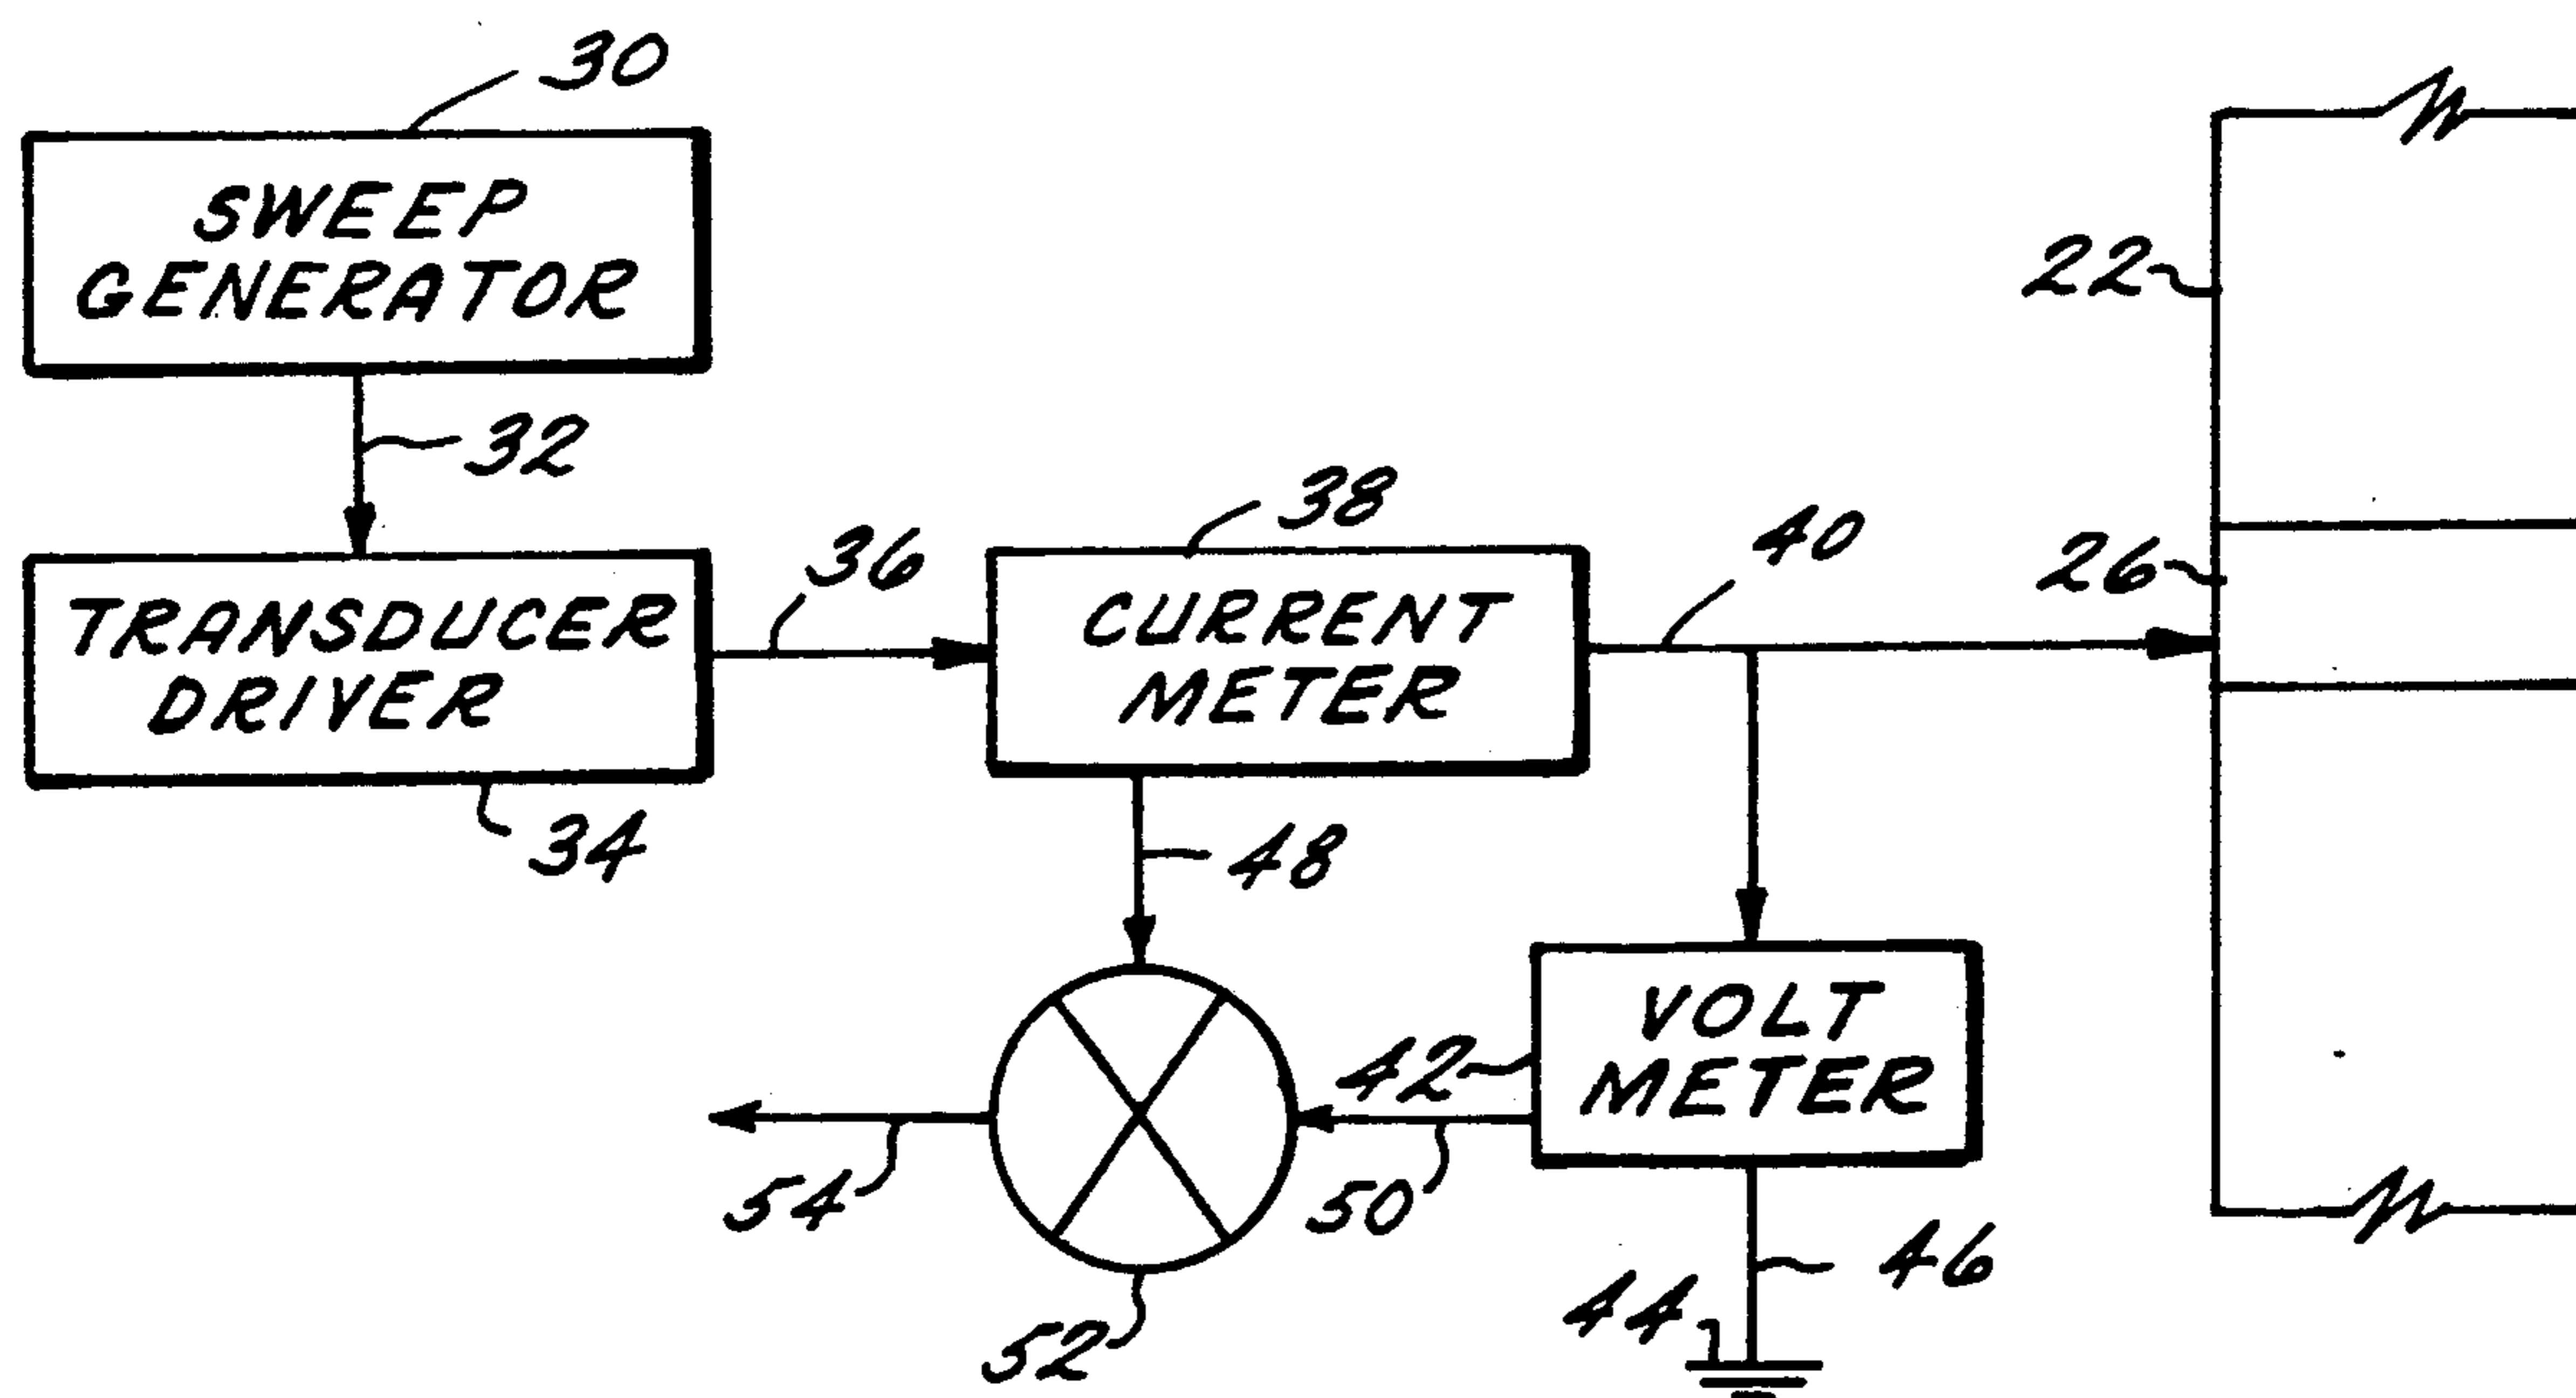 30
SWEEP
GENERATOR
22
32
38
40
36
26
TRANSDUCER
DRIVER
CURRENT
METER
34
48
VOLT
METER
42
54
50
46
44
52